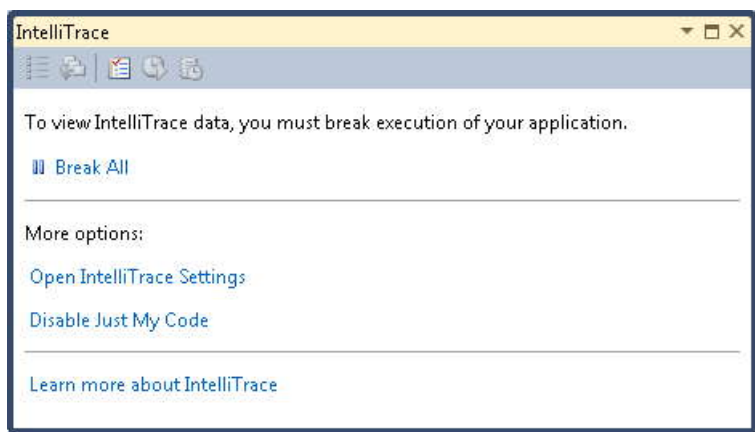 IntelliTrace
To view IntelliTrace data, you must break execution of your application.
Break All
More options:
Open IntelliTrace Settings
Disable Just My Code
Learn more about IntelliTrace